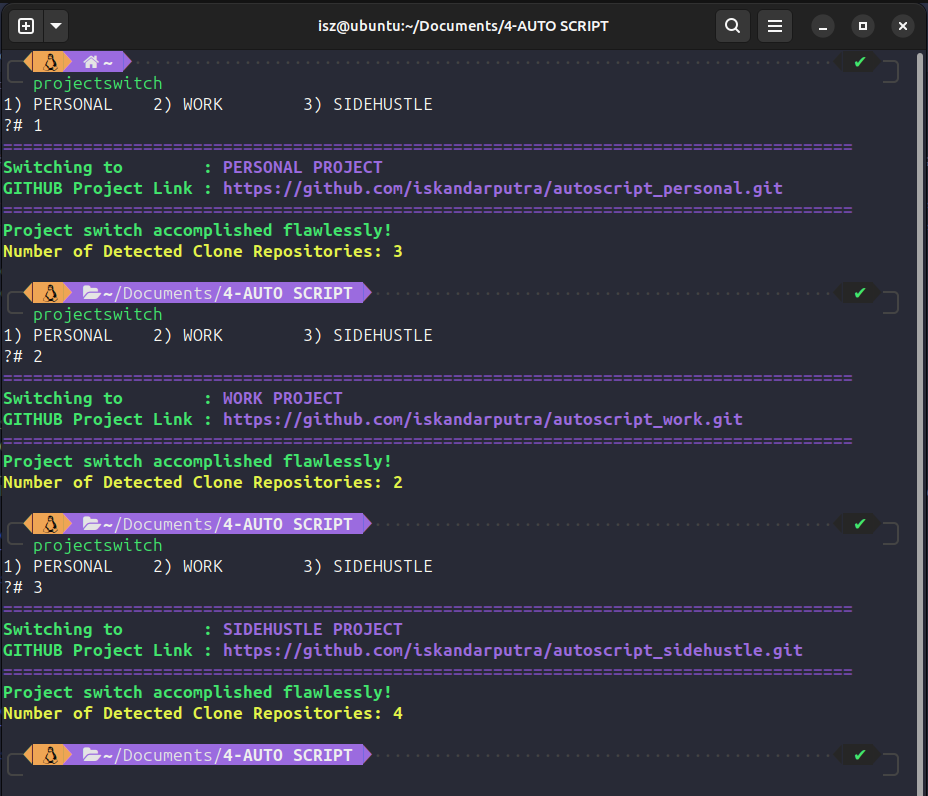 isz@ubuntu:~/Documents/4-AUTO SCRIPT
~
projectswitch
1) PERSONAL    2) WORK        3) SIDEHUSTLE
?# 1
=====================================================================================
Switching to        : PERSONAL PROJECT
GITHUB Project Link : https://github.com/iskandarputra/autoscript_personal.git
=====================================================================================
Project switch accomplished flawlessly!
Number of Detected Clone Repositories: 3
~/Documents/4-AUTO SCRIPT
projectswitch
1) PERSONAL    2) WORK        3) SIDEHUSTLE
?# 2
=====================================================================================
Switching to        : WORK PROJECT
GITHUB Project Link : https://github.com/iskandarputra/autoscript_work.git
=====================================================================================
Project switch accomplished flawlessly!
Number of Detected Clone Repositories: 2
~/Documents/4-AUTO SCRIPT
projectswitch
1) PERSONAL    2) WORK        3) SIDEHUSTLE
?# 3
=====================================================================================
Switching to        : SIDEHUSTLE PROJECT
GITHUB Project Link : https://github.com/iskandarputra/autoscript_sidehustle.git
=====================================================================================
Project switch accomplished flawlessly!
Number of Detected Clone Repositories: 4
~/Documents/4-AUTO SCRIPT